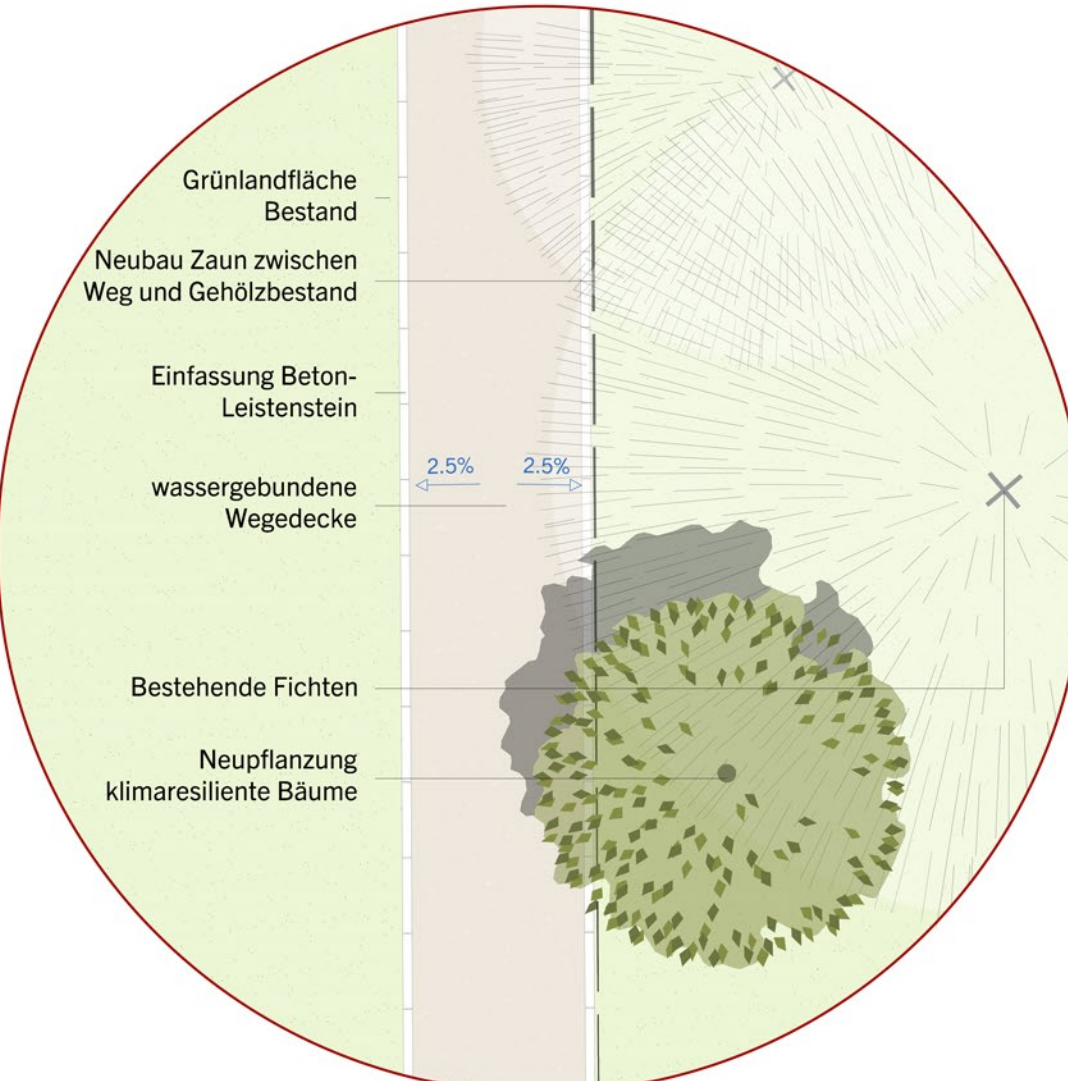 Grünlandfläche
Bestand
Neubau Zaun zwischen
Weg und Gehölzbestand
Einfassung Beton-
Leistenstein
2.5% 2.5%
wassergebundene
Wegedecke
Bestehende Fichten
Neupflanzung
klimaresiliente Bäume